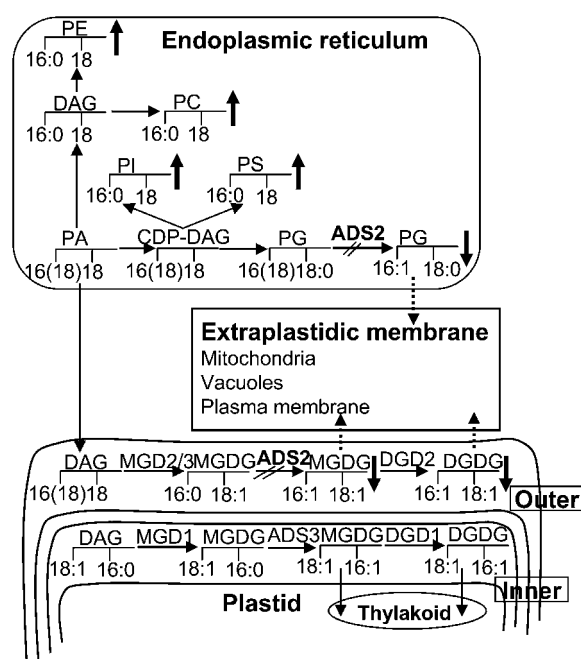 PE
Endoplasmic reticulum
16:0 18
DAG PC
16:0 18 16:0 18
PI PS
16:0 18 16:0 18
PA CDP-DAG PG ADS2 PG
16(18)18 16(18)18 16(18)18:0 16:1 18:0
Extraplastidic membrane
Mitochondria
Vacuoles
Plasma membrane
DAG MGD2/3MGDG ADS2 MGDG DGD2 DGDG
16(18)18 16:0 18:1 16:1 18:1 16:1 18:1 Outer
DAG MGD1 MGDG ADS3MGDG DGD1 DGDG
18:1 16:0 18:1 16:0 18:1 16:1 18:1 16:1
Inner
Plastid Thylakoid